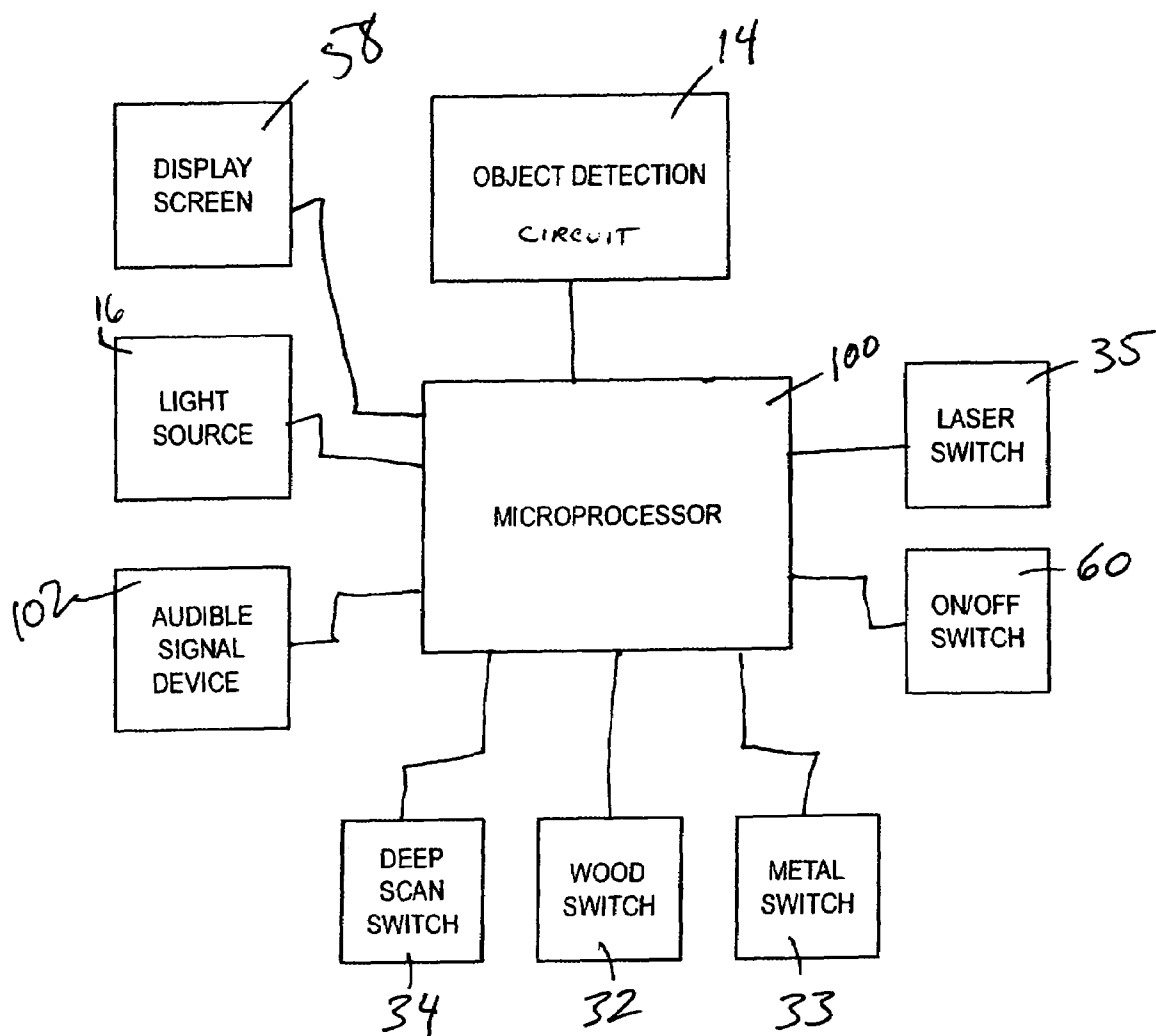 58
14
DISPLAY
SCREEN
OBJECT DETECTION
CIRCUIT
16
LIGHT
SOURCE
100
35
LASER
SWITCH
MICROPROCESSOR
102
AUDIBLE
SIGNAL
DEVICE
60
ON/OFF
SWITCH
DEEP
SCAN
SWITCH
WOOD
SWITCH
METAL
SWITCH
34
32
33